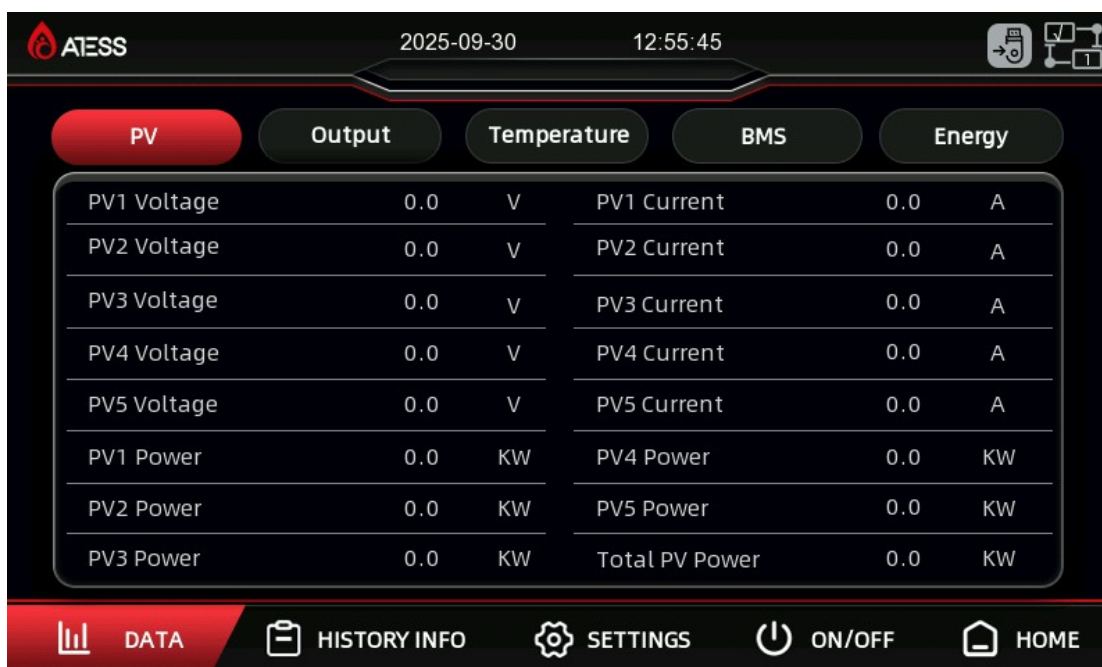 ATESS 2025-09-30 12:55:45
1
PV Output Temperature BMS Energy
PV1 Voltage 0.0 V PV1 Current 0.0 A
PV2 Voltage 0.0 V PV2 Current 0.0 A
PV3 Voltage 0.0 V PV3 Current 0.0 A
PV4 Voltage 0.0 V PV4 Current 0.0 A
PV5 Voltage 0.0 V PV5 Current 0.0 A
PV1 Power 0.0 KW PV4 Power 0.0 KW
PV2 Power 0.0 KW PV5 Power 0.0 KW
PV3 Power 0.0 KW Total PV Power 0.0 KW
DATA HISTORY INFO SETTINGS ON/OFF HOME